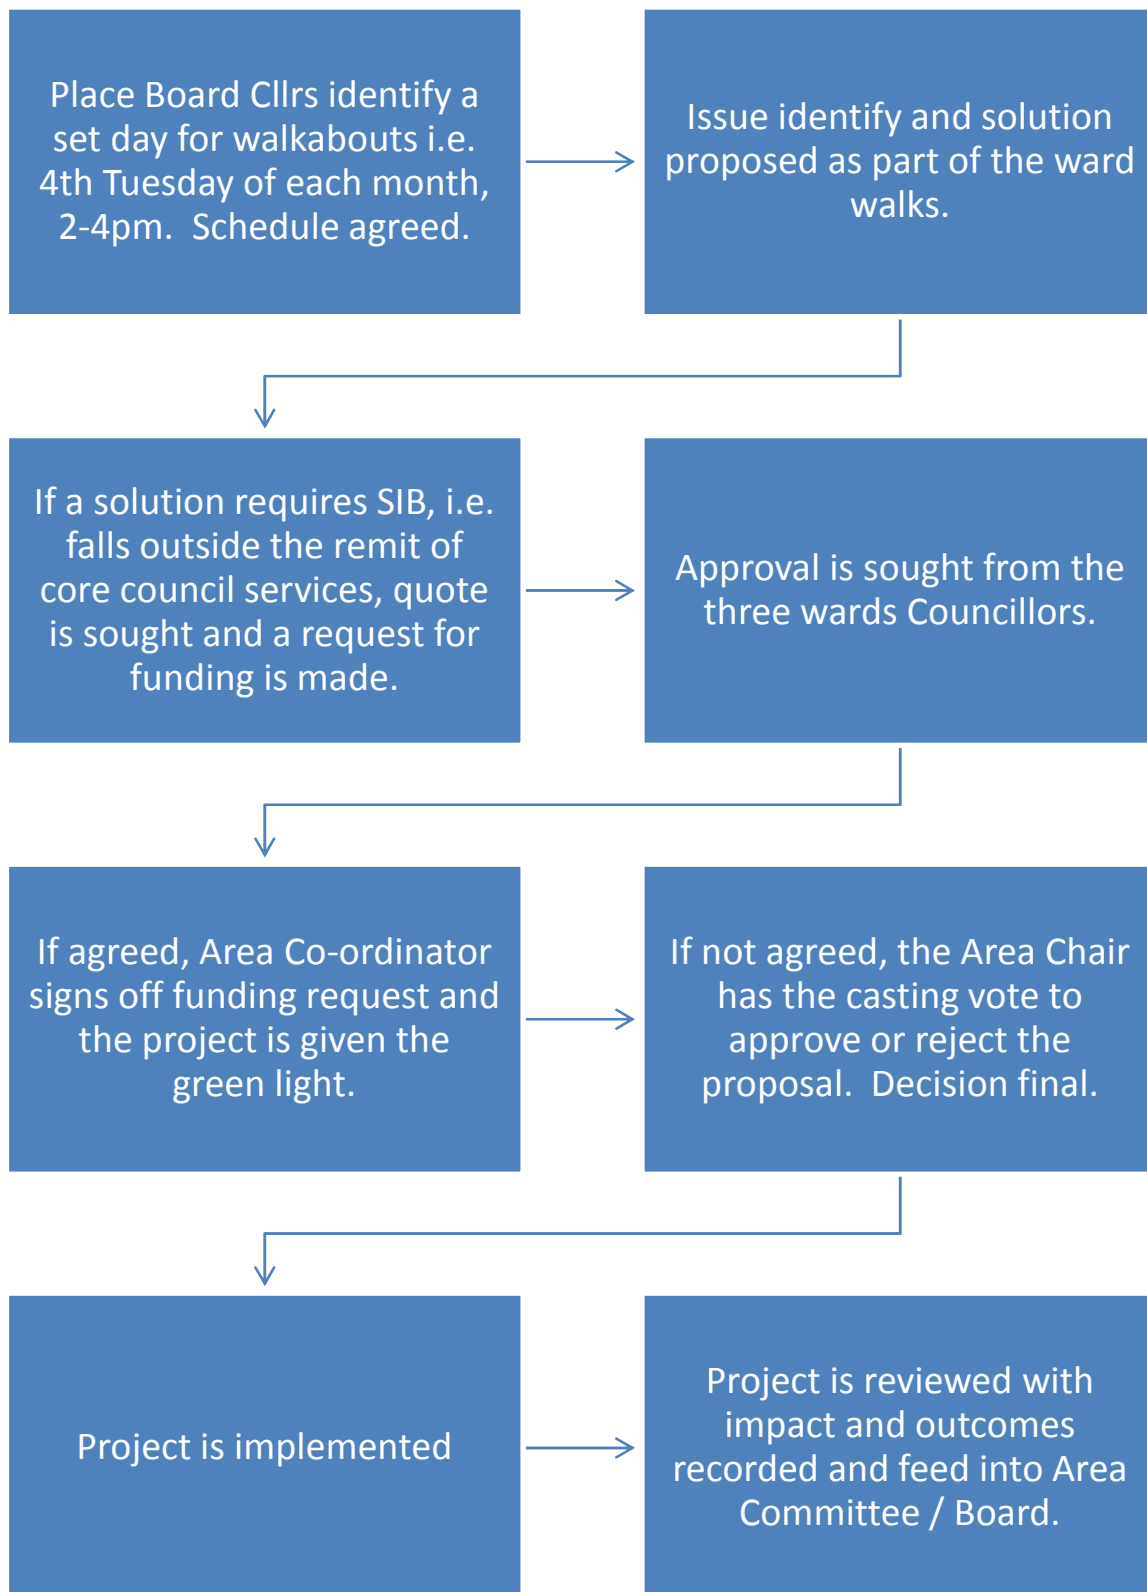 Place Board Cllrs identify a
set day for walkabouts i.e.
4th Tuesday of each month,
2-4pm.  Schedule agreed.
Issue identify and solution
proposed as part of the ward
walks.
If a solution requires SIB, i.e.
falls outside the remit of
core council services, quote
is sought and a request for
funding is made.
Approval is sought from the
three wards Councillors.
If agreed, Area Co-ordinator
signs off funding request and
the project is given the
green light.
If not agreed, the Area Chair
has the casting vote to
approve or reject the
proposal.  Decision final.
Project is implemented
Project is reviewed with
impact and outcomes
recorded and feed into Area
Committee / Board.